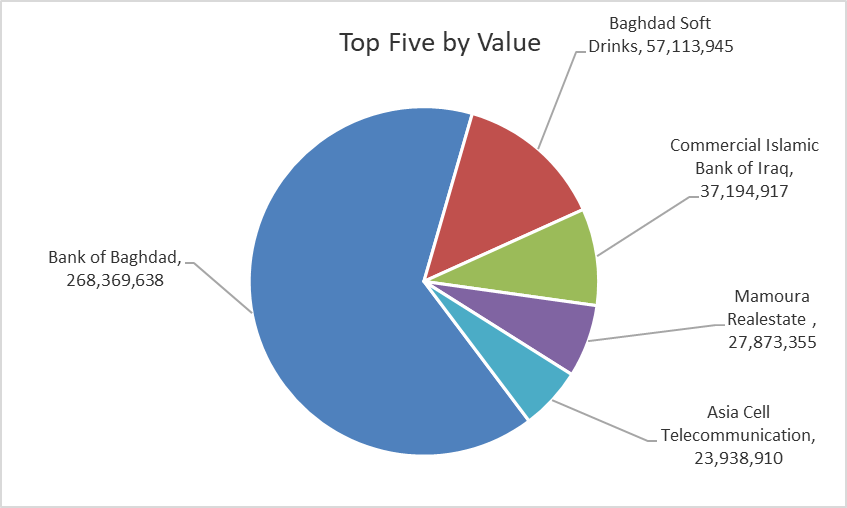 Top Five by Value
Baghdad Soft
Drinks, 57,113,945
Commercial Islamic
Bank of Iraq,
37,194,917
Mamoura
Realestate ,
27,873,355
Asia Cell
Telecommunication,
23,938,910
Bank of Baghdad,
268,369,638